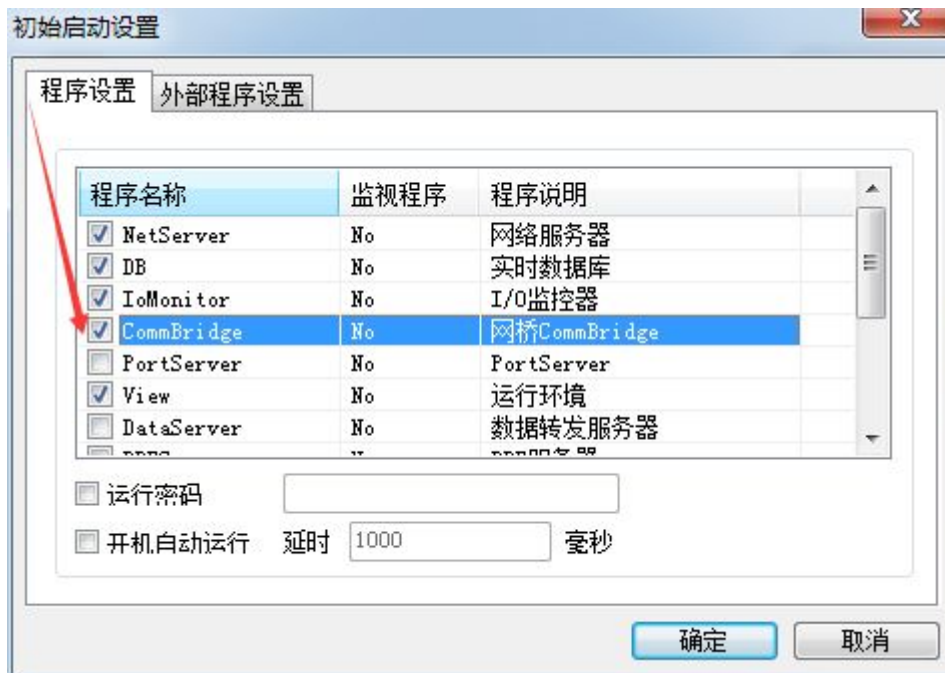 初始启动设置
程序设置 外部程序设置
程序名称 监视程序 程序说明
NetServer No 网络服务器
DB No 实时数据库
IoMonitor No I/O监控器
CommBridge No 网桥CommBridge
PortServer No PortServer
View No 运行环境
DataServer No 数据转发服务器
运行密码
开机自动运行 延时 1000 毫秒
确定 取消